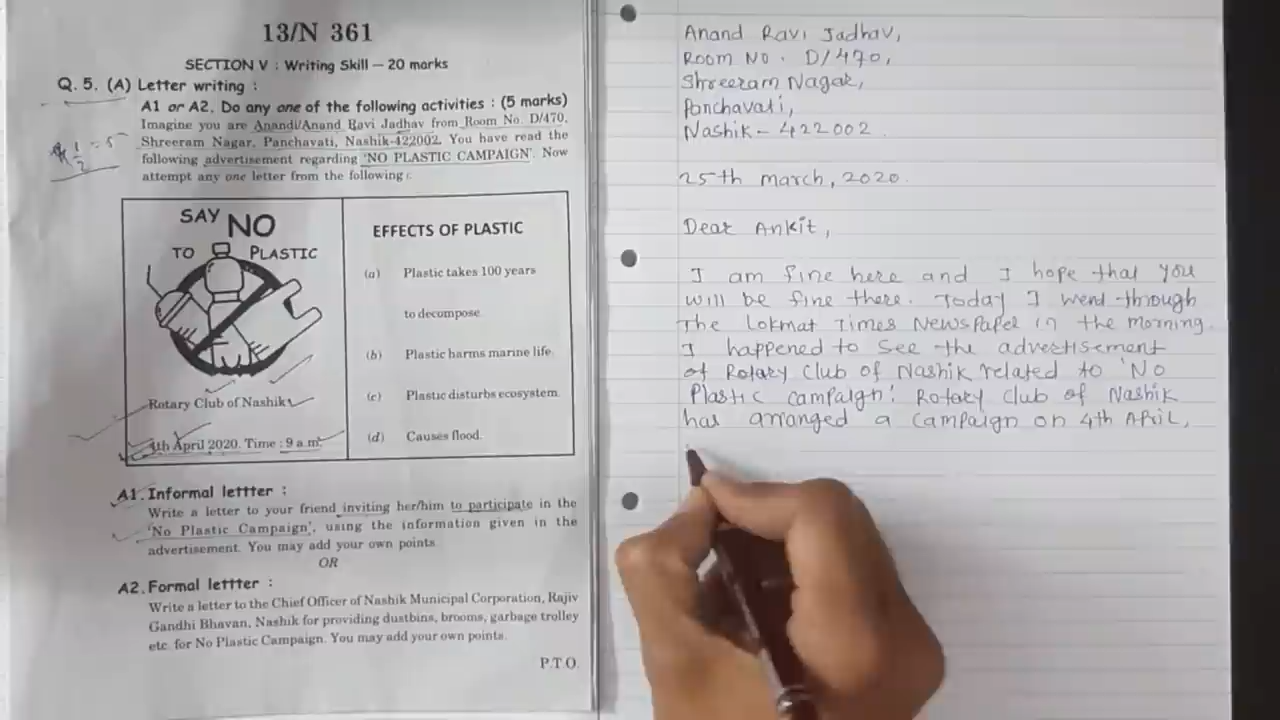 13/N 361
SECTION V : Writing Skill – 20 marks
Q. 5. (A) Letter writing :
A1 or A2. Do any one of the following activities : (5 marks)
Imagine you are Anandi/Anand Ravi Jadhav from Room No. D/470,
Shreeram Nagar, Panchavati, Nashik-422002. You have read the
following advertisement regarding 'NO PLASTIC CAMPAIGN'. Now
attempt any one letter from the following :
SAY NO
TO PLASTIC
Rotary Club of Nashik
4th April 2020. Time : 9 a.m.
EFFECTS OF PLASTIC
(a) Plastic takes 100 years
to decompose.
(b) Plastic harms marine life.
(c) Plastic disturbs ecosystem.
(d) Causes flood.
A1. Informal lettter :
Write a letter to your friend inviting her/him to participate in the
'No Plastic Campaign', using the information given in the
advertisement. You may add your own points.
OR
A2. Formal lettter :
Write a letter to the Chief Officer of Nashik Municipal Corporation, Rajiv
Gandhi Bhavan, Nashik for providing dustbins, brooms, garbage trolley
etc. for No Plastic Campaign. You may add your own points.
P.T.O.
Anand Ravi Jadhav,
Room No. D/470,
Shreeram Nagar,
Panchavati,
Nashik - 422002.
25th march, 2020.
Dear Ankit,
I am fine here and I hope that you
will be fine there. Today I went through
The Lokmat Times Newspaper in the morning.
I happened to see the advertisement
of Rotary Club of Nashik related to 'No
Plastic campaign'. Rotary Club of Nashik
has arranged a campaign on 4th April,